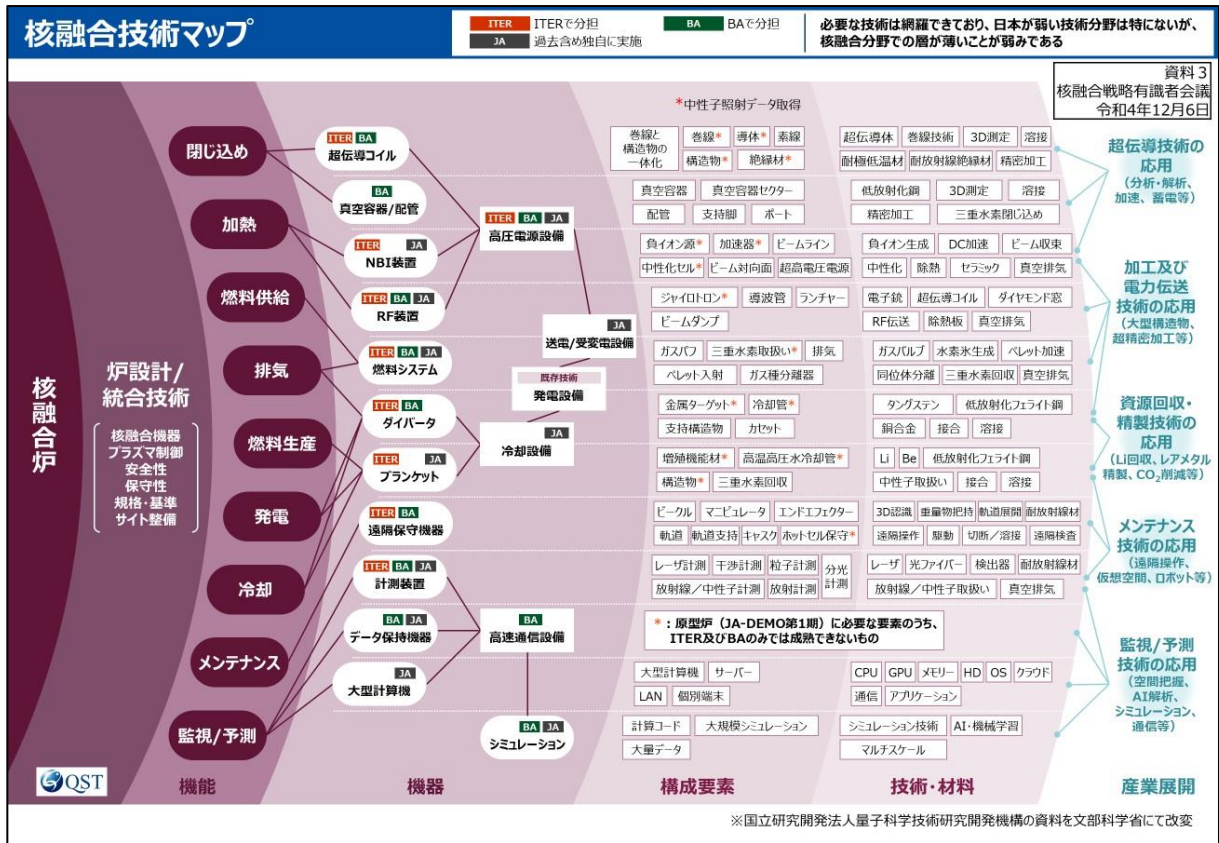 核融合技術マップ
ITER ITERで分担
BA BAで分担
JA 過去含め独自に実施
必要な技術は網羅できており、日本が弱い技術分野は特にないが、
核融合分野での層が薄いことが弱みである
資料3
核融合戦略有識者会議
令和4年12月6日
核融合炉
炉設計/
統合技術
核融合機器
プラズマ制御
安全性
保守性
規格・基準
サイト整備
閉じ込め
加熱
燃料供給
排気
燃料生産
発電
冷却
メンテナンス
監視/予測
機能
ITER BA
超伝導コイル
BA
真空容器/配管
ITER JA
NBI装置
ITER BA JA
RF装置
ITER BA JA
燃料システム
ITER BA
ダイバータ
ITER JA
ブランケット
ITER BA
遠隔保守機器
ITER BA JA
計測装置
BA JA
データ保持機器
JA
大型計算機
ITER BA JA
高圧電源設備
JA
送電/受変電設備
既存技術
発電設備
JA
冷却設備
BA
高速通信設備
BA JA
シミュレーション
機器
*中性子照射データ取得
巻線と
構造物の
一体化
巻線* 導体* 素線
構造物* 絶縁材*
真空容器 真空容器セクター
配管 支持脚 ポート
負イオン源* 加速器* ビームライン
中性化セル* ビーム対向面 超高電圧電源
ジャイロトロン* 導波管 ランチャー
ビームダンプ
ガスパフ 三重水素取扱い* 排気
ペレット入射 ガス種分離器
金属ターゲット* 冷却管*
支持構造物 カセット
増殖機能材* 高温高圧水冷却管*
構造物* 三重水素回収
ビークル マニピュレータ エンドエフェクター
軌道 軌道支持 キャスク ホットセル保守*
レーザ計測 干渉計測 粒子計測
分光
計測
放射線/中性子計測 放射計測
*:原型炉(JA-DEMO第1期)に必要な要素のうち、
ITER及びBAのみでは成熟できないもの
大型計算機 サーバー
LAN 個別端末
計算コード 大規模シミュレーション
大量データ
構成要素
超伝導体 巻線技術 3D測定 溶接
耐極低温材 耐放射線絶縁材 精密加工
低放射化鋼 3D測定 溶接
精密加工 三重水素閉じ込め
負イオン生成 DC加速 ビーム収束
中性化 除熱 セラミック 真空排気
電子銃 超伝導コイル ダイヤモンド窓
RF伝送 除熱板 真空排気
ガスバルブ 水素氷生成 ペレット加速
同位体分離 三重水素回収 真空排気
タングステン 低放射化フェライト鋼
銅合金 接合 溶接
Li Be 低放射化フェライト鋼
中性子取扱い 接合 溶接
3D認識 重量物把持 軌道展開 耐放射線材
遠隔操作 駆動 切断/溶接 遠隔検査
レーザ 光ファイバー 検出器 耐放射線材
放射線/中性子取扱い 真空排気
CPU GPU メモリー HD OS クラウド
通信 アプリケーション
シミュレーション技術 AI・機械学習
マルチスケール
技術・材料
超伝導技術の
応用
(分析・解析、
加速、蓄電等)
加工及び
電力伝送
技術の応用
(大型構造物、
超精密加工等)
資源回収・
精製技術の
応用
(Li回収、レアメタル
精製、CO2削減等)
メンテナンス
技術の応用
(遠隔操作、
仮想空間、ロボット等)
監視/予測
技術の応用
(空間把握、
AI解析、
シミュレーション、
通信等)
産業展開
QST
※国立研究開発法人量子科学技術研究開発機構の資料を文部科学省にて改変